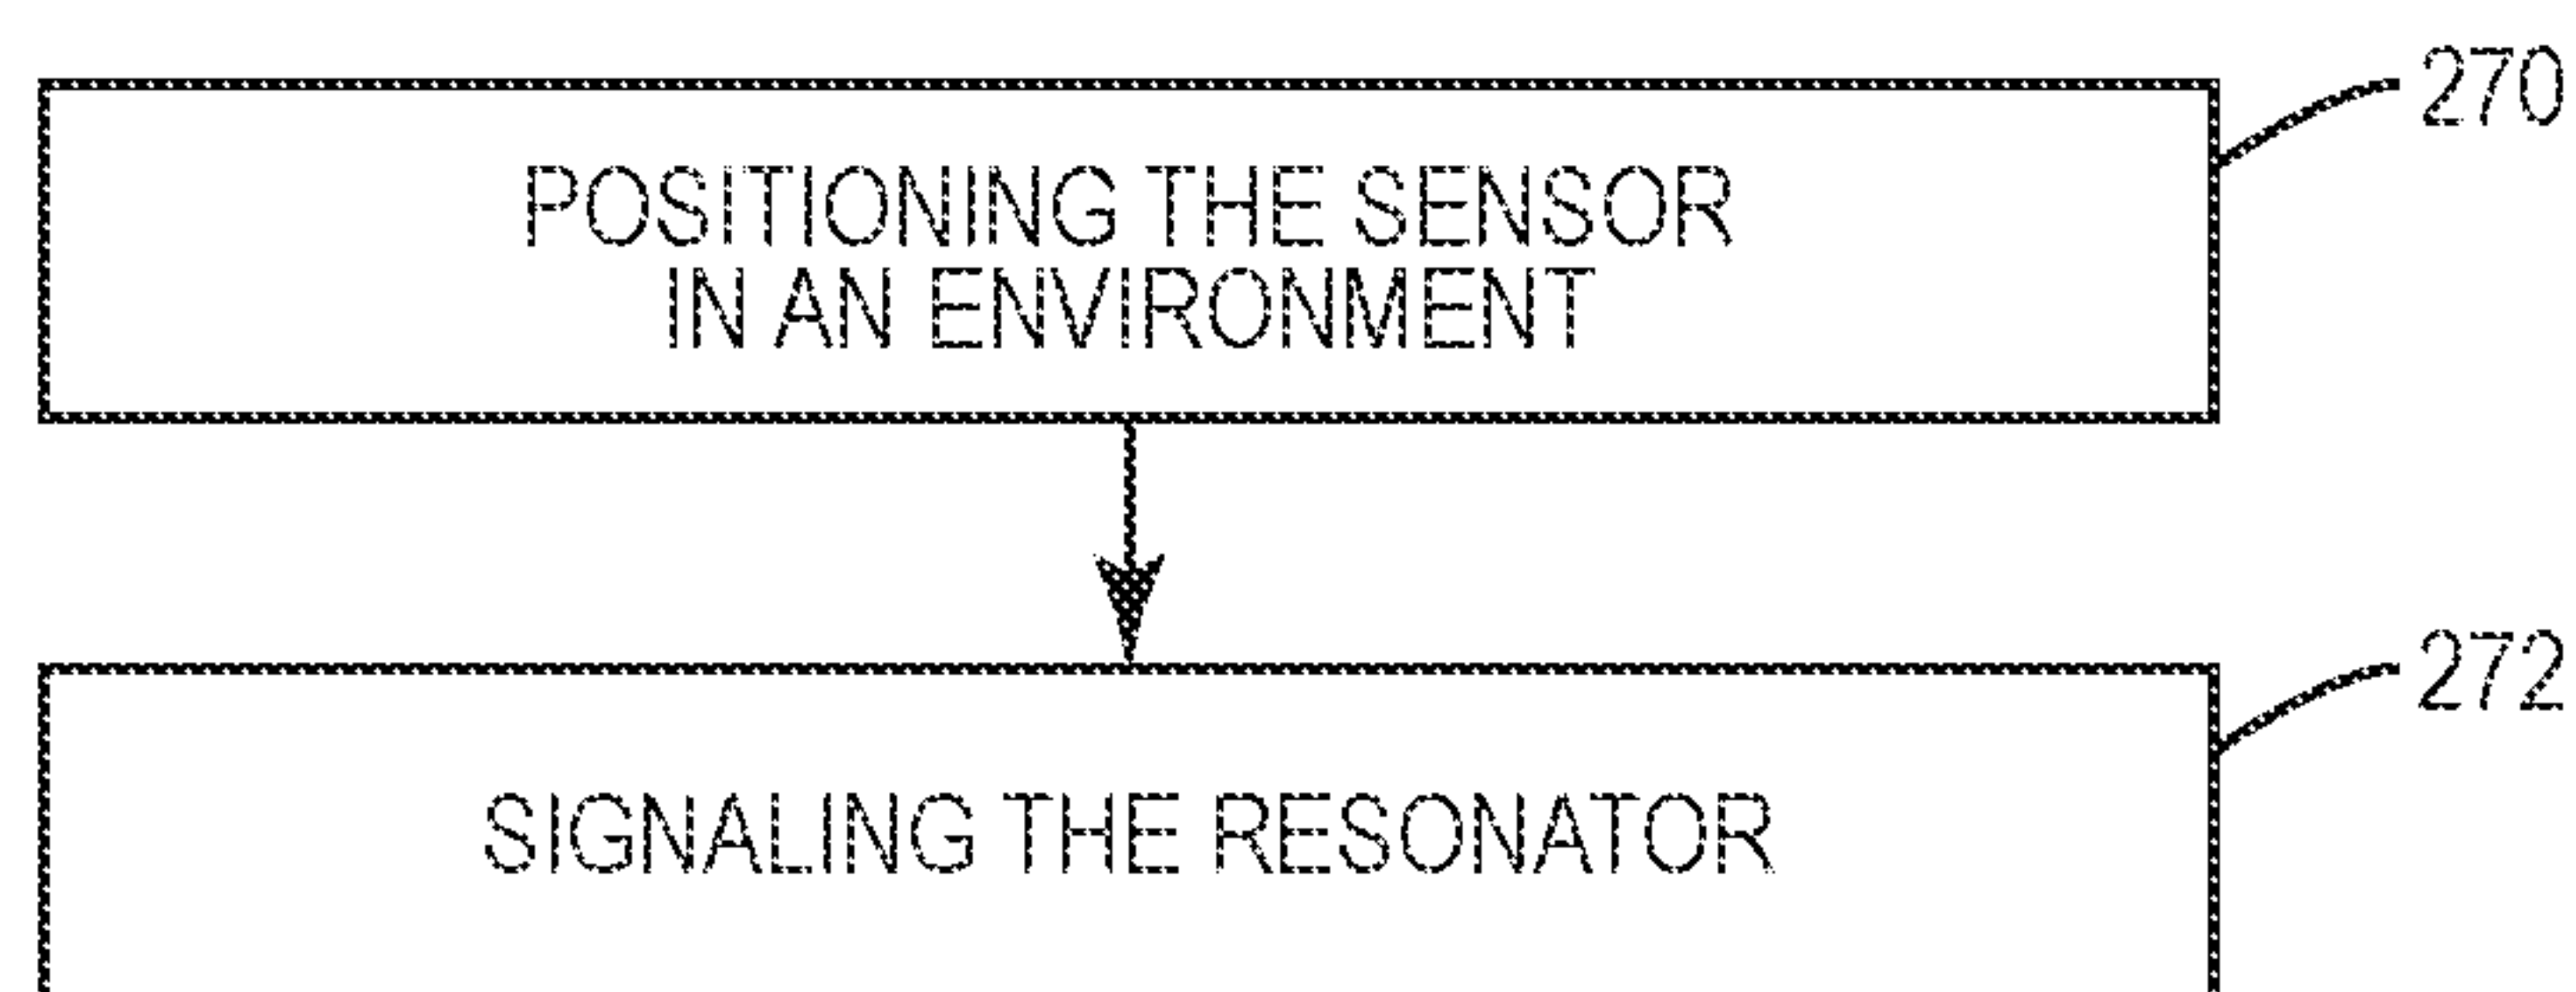 270
POSITIONING THE SENSOR
IN AN ENVIRONMENT
272
SIGNALING THE RESONATOR